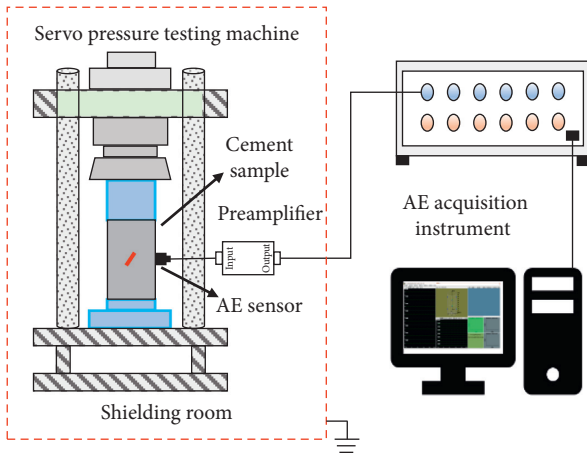 Servo pressure testing machine
Cement
sample
Preamplifier
Input
Output
AE sensor
Shielding room
AE acquisition
instrument